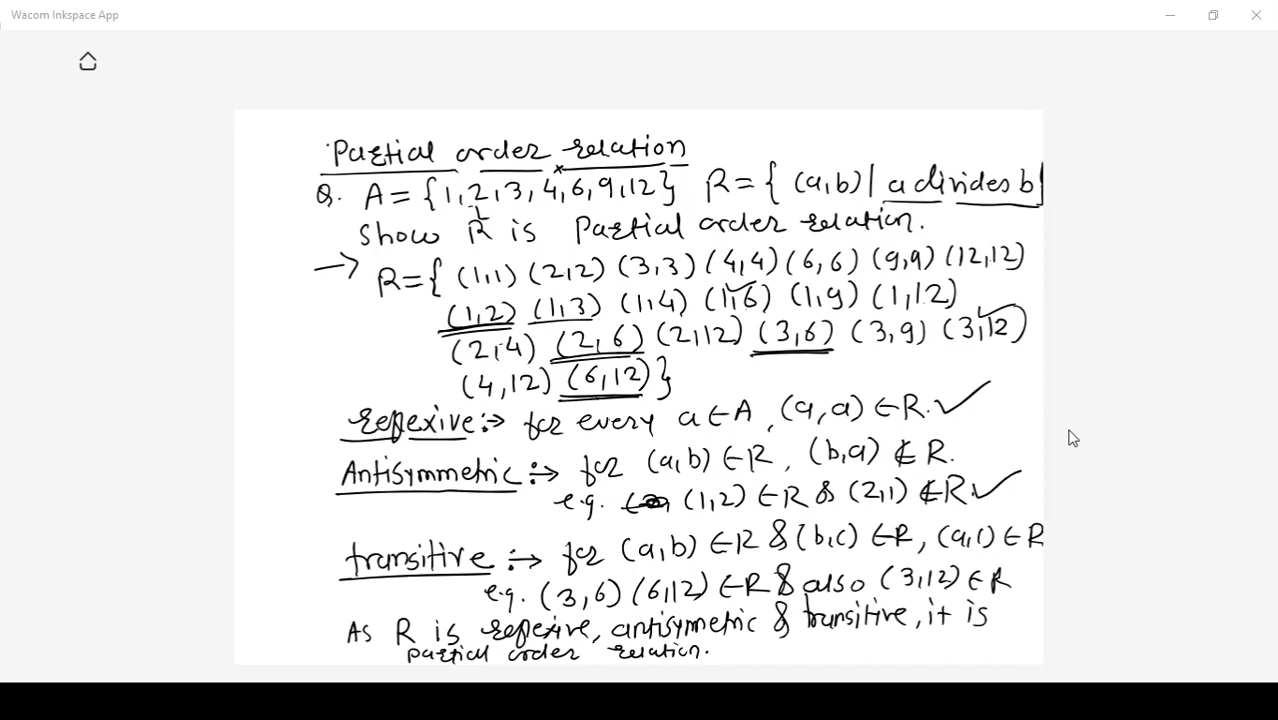 Wacom Inkspace App
Partial order relation
Q. A = {1,2,3,4,6,9,12} R = { (a,b) | a divides b}
Show R is Partial order relation.
→ R = { (1,1) (2,2) (3,3) (4,4) (6,6) (9,9) (12,12)
(1,2) (1,3) (1,4) (1,6) (1,9) (1,12)
(2,4) (2,6) (2,12) (3,6) (3,9) (3,12)
(4,12) (6,12) }
reflexive :→ for every a ∈ A, (a,a) ∈ R. ✓
Antisymmetric :→ for (a,b) ∈ R, (b,a) ∉ R.
e.g. (1,2) ∈ R & (2,1) ∉ R ✓
transitive :→ for (a,b) ∈ R & (b,c) ∈ R, (a,c) ∈ R
e.g. (3,6) (6,12) ∈ R & also (3,12) ∈ R
As R is reflexive, antisymmetric & transitive, it is
partial order relation.